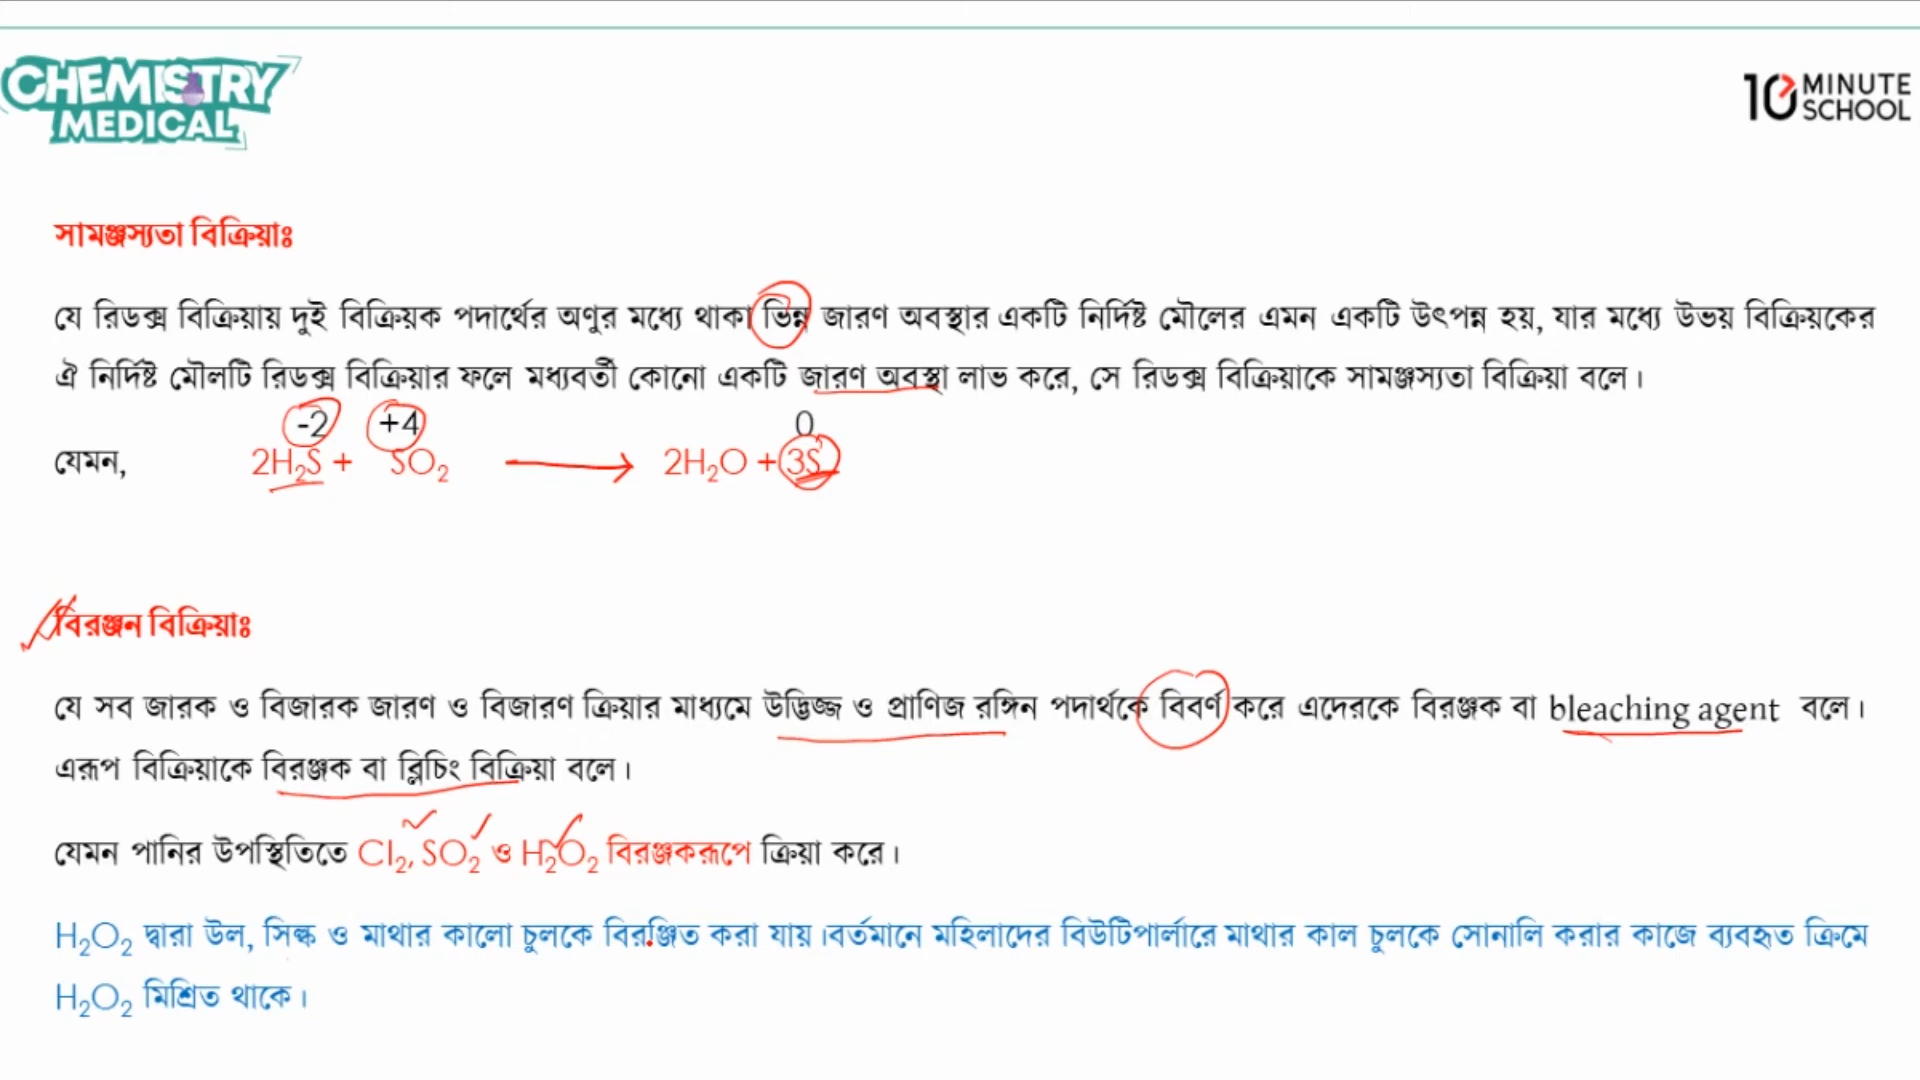 CHEMISTRY
MEDICAL
10 MINUTE
SCHOOL
সামঞ্জস্যতা বিক্রিয়াঃ
যে রিডক্স বিক্রিয়ায় দুই বিক্রিয়ক পদার্থের অণুর মধ্যে থাকা ভিন্ন জারণ অবস্থার একটি নির্দিষ্ট মৌলের এমন একটি উৎপন্ন হয়, যার মধ্যে উভয় বিক্রিয়কের
ঐ নির্দিষ্ট মৌলটি রিডক্স বিক্রিয়ার ফলে মধ্যবর্তী কোনো একটি জারণ অবস্থা লাভ করে, সে রিডক্স বিক্রিয়াকে সামঞ্জস্যতা বিক্রিয়া বলে।
-2 +4 0
যেমন, 2H₂S + SO₂ ⟶ 2H₂O + 3S
বিরঞ্জন বিক্রিয়াঃ
যে সব জারক ও বিজারক জারণ ও বিজারণ ক্রিয়ার মাধ্যমে উদ্ভিজ্জ ও প্রাণিজ রঙ্গিন পদার্থকে বিবর্ণ করে এদেরকে বিরঞ্জক বা bleaching agent বলে।
এরূপ বিক্রিয়াকে বিরঞ্জক বা ব্লিচিং বিক্রিয়া বলে।
যেমন পানির উপস্থিতিতে Cl₂, SO₂ ও H₂O₂ বিরঞ্জকরূপে ক্রিয়া করে।
H₂O₂ দ্বারা উল, সিল্ক ও মাথার কালো চুলকে বিরঞ্জিত করা যায়।বর্তমানে মহিলাদের বিউটিপার্লারে মাথার কাল চুলকে সোনালি করার কাজে ব্যবহৃত ক্রিমে
H₂O₂ মিশ্রিত থাকে।